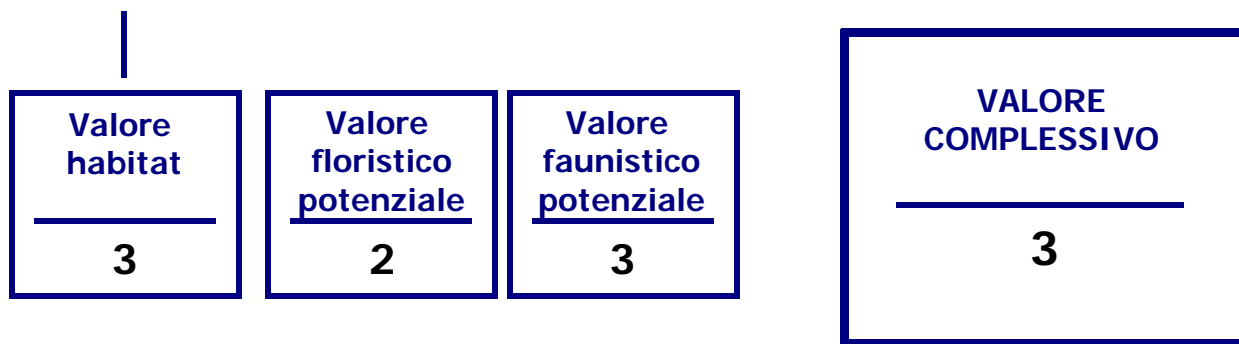 Valore
habitat
3
Valore
floristico
potenziale
2
Valore
faunistico
potenziale
3
VALORE
COMPLESSIVO
3